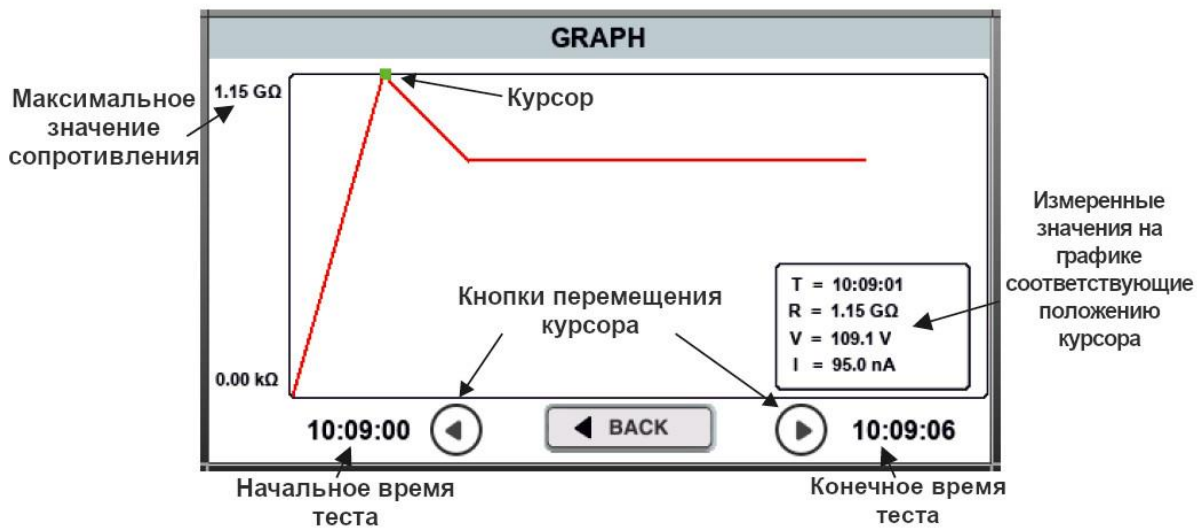 GRAPH
Максимальное
значение
сопротивления
1.15 GΩ
Курсор
Измеренные
значения на
графике
соответствующие
положению
курсора
Кнопки перемещения
курсора
T = 10:09:01
R = 1.15 GΩ
V = 109.1 V
I = 95.0 nA
0.00 kΩ
10:09:00
BACK
10:09:06
Начальное время
теста
Конечное время
теста